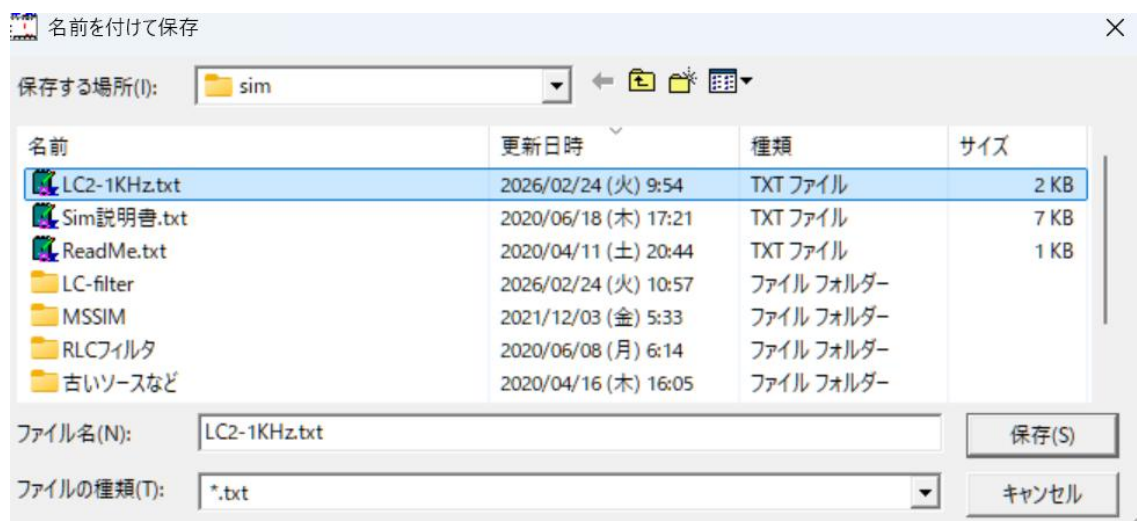 名前を付けて保存
保存する場所(I): sim
名前 更新日時 種類 サイズ
LC2-1KHz.txt 2026/02/24 (火) 9:54 TXT ファイル 2 KB
Sim説明書.txt 2020/06/18 (木) 17:21 TXT ファイル 7 KB
ReadMe.txt 2020/04/11 (土) 20:44 TXT ファイル 1 KB
LC-filter 2026/02/24 (火) 10:57 ファイル フォルダー
MSSIM 2021/12/03 (金) 5:33 ファイル フォルダー
RLCフィルタ 2020/06/08 (月) 6:14 ファイル フォルダー
古いソースなど 2020/04/16 (木) 16:05 ファイル フォルダー
ファイル名(N): LC2-1KHz.txt 保存(S)
ファイルの種類(T): *.txt キャンセル